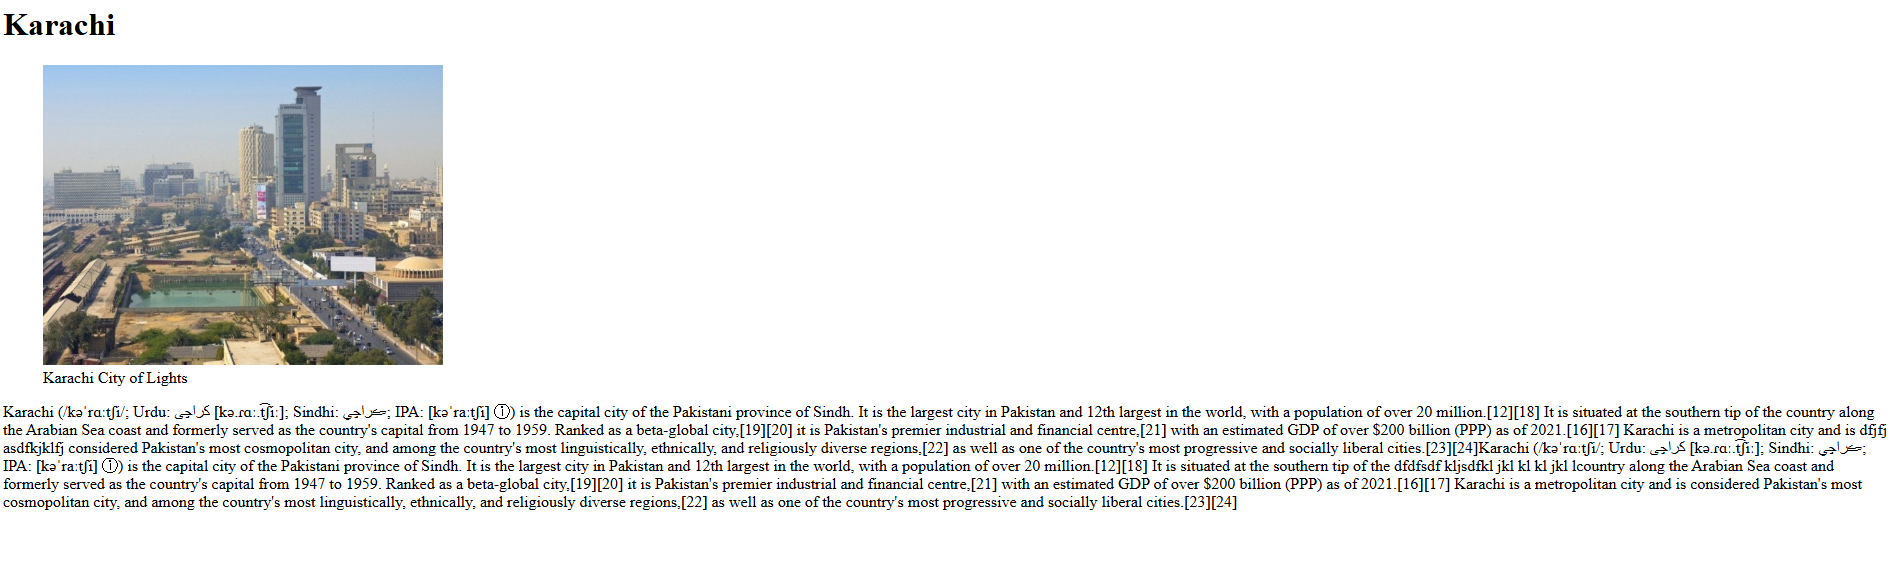 Karachi
Karachi City of Lights
Karachi (/kəˈrɑːtʃi/; Urdu: کراچی [kə.rɑː.t͡ʃiː]; Sindhi: ڪراچي; IPA: [kəˈraːtʃi] ⓘ) is the capital city of the Pakistani province of Sindh. It is the largest city in Pakistan and 12th largest in the world, with a population of over 20 million.[12][18] It is situated at the southern tip of the country along
the Arabian Sea coast and formerly served as the country's capital from 1947 to 1959. Ranked as a beta-global city,[19][20] it is Pakistan's premier industrial and financial centre,[21] with an estimated GDP of over $200 billion (PPP) as of 2021.[16][17] Karachi is a metropolitan city and is dfjfj
asdfkjklfj considered Pakistan's most cosmopolitan city, and among the country's most linguistically, ethnically, and religiously diverse regions,[22] as well as one of the country's most progressive and socially liberal cities.[23][24]Karachi (/kəˈrɑːtʃi/; Urdu: کراچی [kə.rɑː.t͡ʃiː]; Sindhi: ڪراچي;
IPA: [kəˈraːtʃi] ⓘ) is the capital city of the Pakistani province of Sindh. It is the largest city in Pakistan and 12th largest in the world, with a population of over 20 million.[12][18] It is situated at the southern tip of the dfdfsdf kljsdfkl jkl kl kl jkl lcountry along the Arabian Sea coast and
formerly served as the country's capital from 1947 to 1959. Ranked as a beta-global city,[19][20] it is Pakistan's premier industrial and financial centre,[21] with an estimated GDP of over $200 billion (PPP) as of 2021.[16][17] Karachi is a metropolitan city and is considered Pakistan's most
cosmopolitan city, and among the country's most linguistically, ethnically, and religiously diverse regions,[22] as well as one of the country's most progressive and socially liberal cities.[23][24]